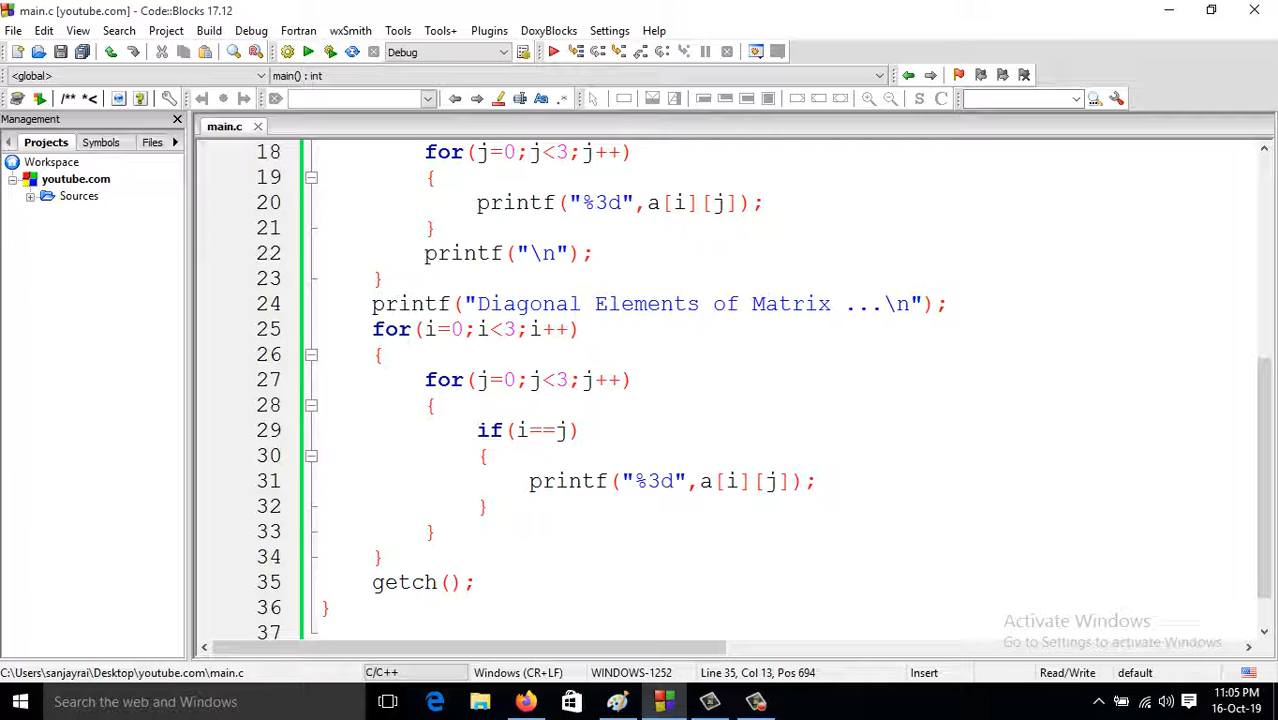 main.c [youtube.com] - Code::Blocks 17.12
File Edit View Search Project Build Debug Fortran wxSmith Tools Tools+ Plugins DoxyBlocks Settings Help
Debug
<global> main() : int
/** *< Aa .* S C
Management main.c
Projects Symbols Files
Workspace
youtube.com
Sources
18 for(j=0;j<3;j++)
19 {
20 printf("%3d",a[i][j]);
21 }
22 printf("\n");
23 }
24 printf("Diagonal Elements of Matrix ...\n");
25 for(i=0;i<3;i++)
26 {
27 for(j=0;j<3;j++)
28 {
29 if(i==j)
30 {
31 printf("%3d",a[i][j]);
32 }
33 }
34 }
35 getch();
36 }
37
Activate Windows
Go to Settings to activate Windows
C:\Users\sanjayrai\Desktop\youtube.com\main.c C/C++ Windows (CR+LF) WINDOWS-1252 Line 35, Col 13, Pos 694 Insert Read/Write default
Search the web and Windows
11:05 PM
16-Oct-19